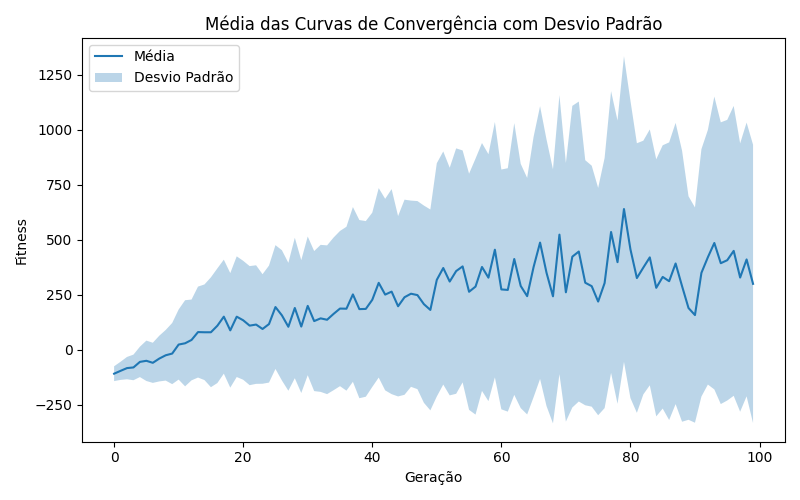 Média das Curvas de Convergência com Desvio Padrão
Média
Desvio Padrão
Fitness
1250
1000
750
500
250
0
−250
0 20 40 60 80 100
Geração